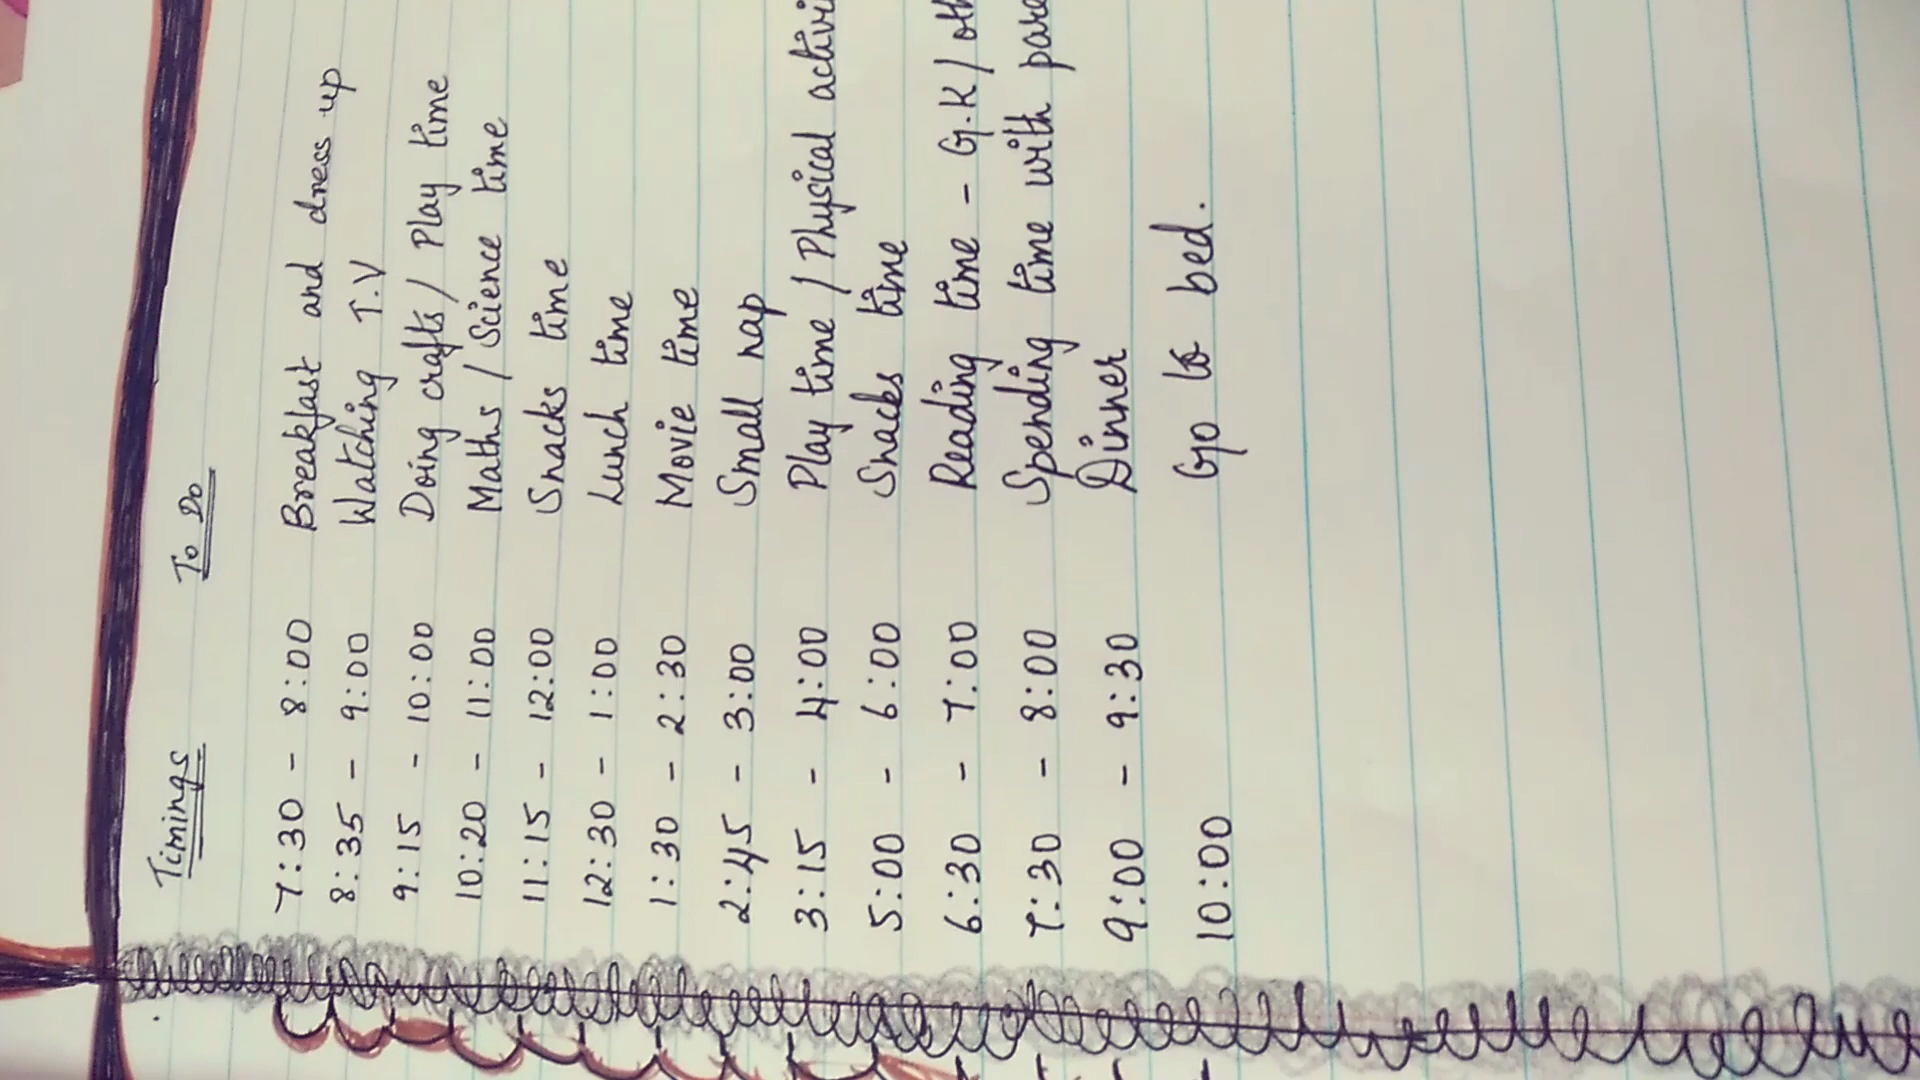 Timings To Do
7:30 - 8:00 Breakfast and dress up
8:35 - 9:00 Watching T.V
9:15 - 10:00 Doing crafts / Play time
10:20 - 11:00 Maths / Science time
11:15 - 12:00 Snacks time
12:30 - 1:00 Lunch time
1:30 - 2:30 Movie time
2:45 - 3:00 Small nap
3:15 - 4:00 Play time / Physical
5:00 - 6:00 Snacks time
6:30 - 7:00 Reading time - G.K /
7:30 - 8:00 Spending time with
9:00 - 9:30 Dinner
10:00 Go to bed.